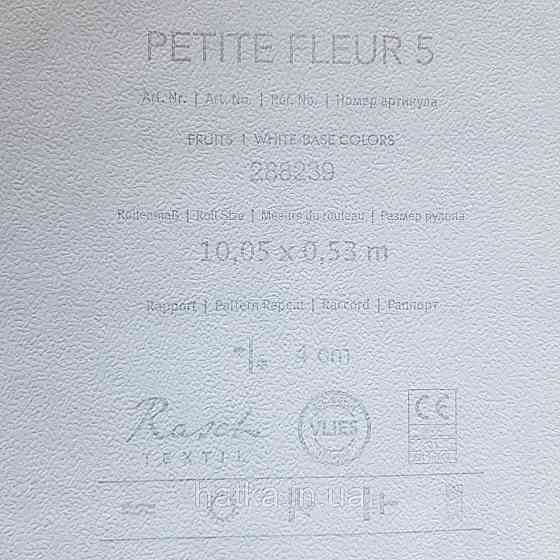 PETITE FLEUR 5
Art. Nr. | Art. No. | Réf. No. | Номер артикула
FRUITS | WHITE BASE COLORS
288239
Rollenmaß | Roll Size | Mesure du rouleau | Размер рулона
10,05 x 0,53 m
Rapport | Pattern Repeat | Raccord | Раппорт
4 cm
Rasch
TEXTIL
VLIES
CE
hatka.in.ua